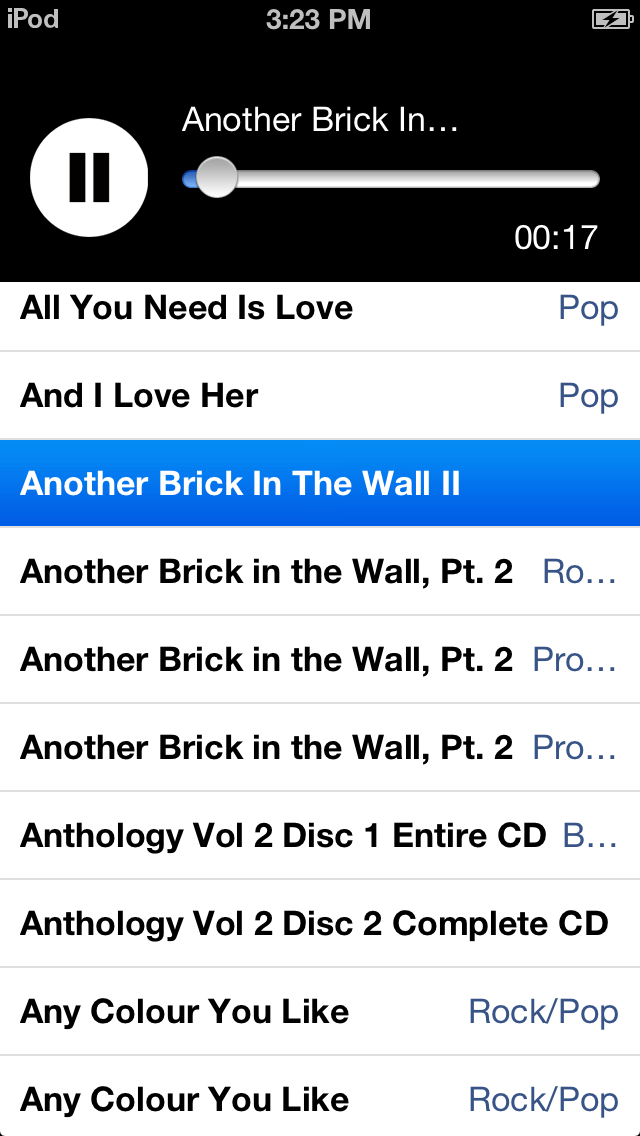 iPod 3:23 PM
Another Brick In...
00:17
All You Need Is Love Pop
And I Love Her Pop
Another Brick In The Wall II
Another Brick in the Wall, Pt. 2 Ro...
Another Brick in the Wall, Pt. 2 Pro...
Another Brick in the Wall, Pt. 2 Pro...
Anthology Vol 2 Disc 1 Entire CD B...
Anthology Vol 2 Disc 2 Complete CD
Any Colour You Like Rock/Pop
Any Colour You Like Rock/Pop